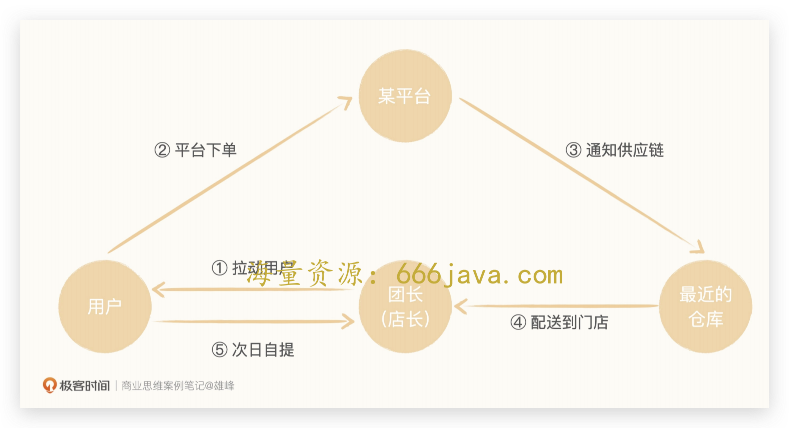 某平台
② 平台下单
③ 通知供应链
① 拉动用户
海量资源：666java.com
用户
团长
(店长)
最近的
仓库
④ 配送到门店
⑤ 次日自提
极客时间 | 商业思维案例笔记@雄峰